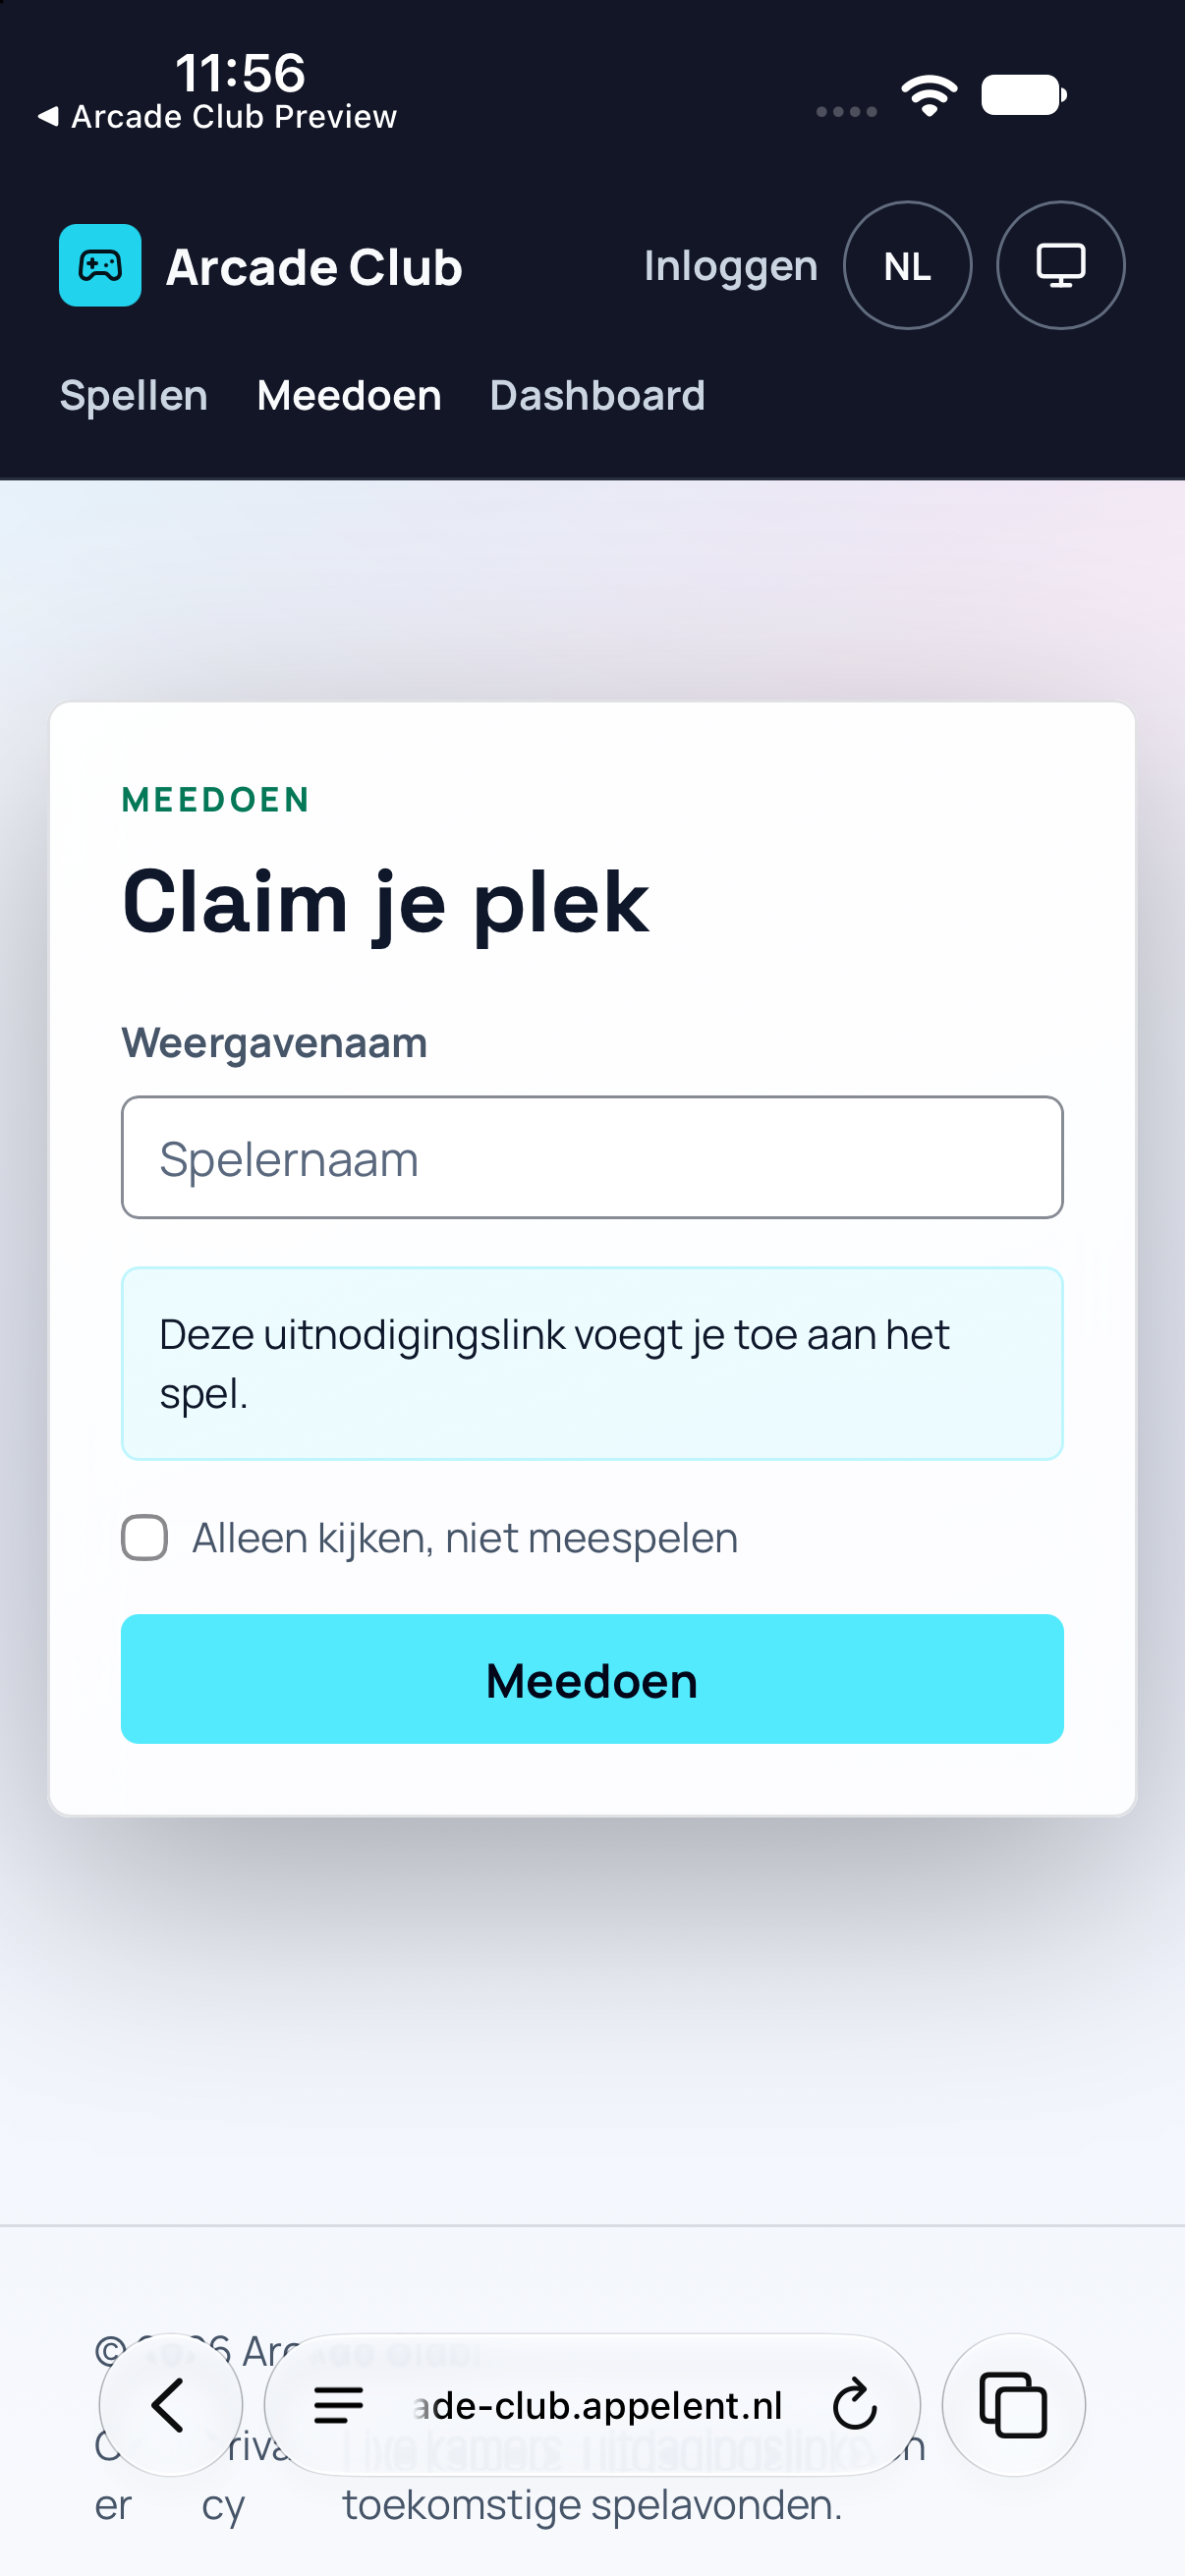 11:56
Arcade Club Preview
Arcade Club
Inloggen
NL
Spellen Meedoen Dashboard
MEEDOEN
Claim je plek
Weergavenaam
Spelernaam
Deze uitnodigingslink voegt je toe aan het
spel.
Alleen kijken, niet meespelen
Meedoen
ade-club.appelent.nl
er cy toekomstige spelavonden.